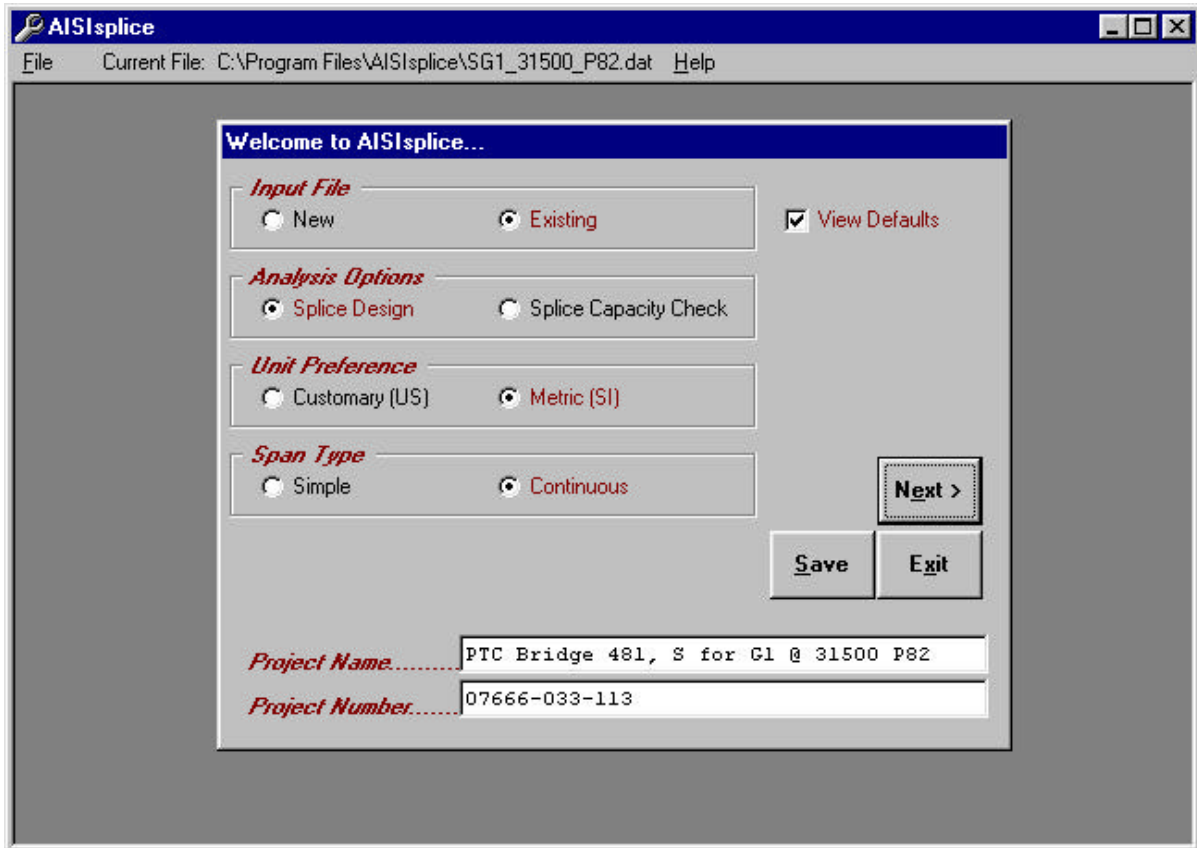 AISIsplice
File Current File: C:\Program Files\AISIsplice\SG1_31500_P82.dat Help
Welcome to AISIsplice...
Input File
New Existing View Defaults
Analysis Options
Splice Design Splice Capacity Check
Unit Preference
Customary (US) Metric (SI)
Span Type
Simple Continuous
Next >
Save Exit
Project Name........ PTC Bridge 481, S for G1 @ 31500 P82
Project Number...... 07666-033-113